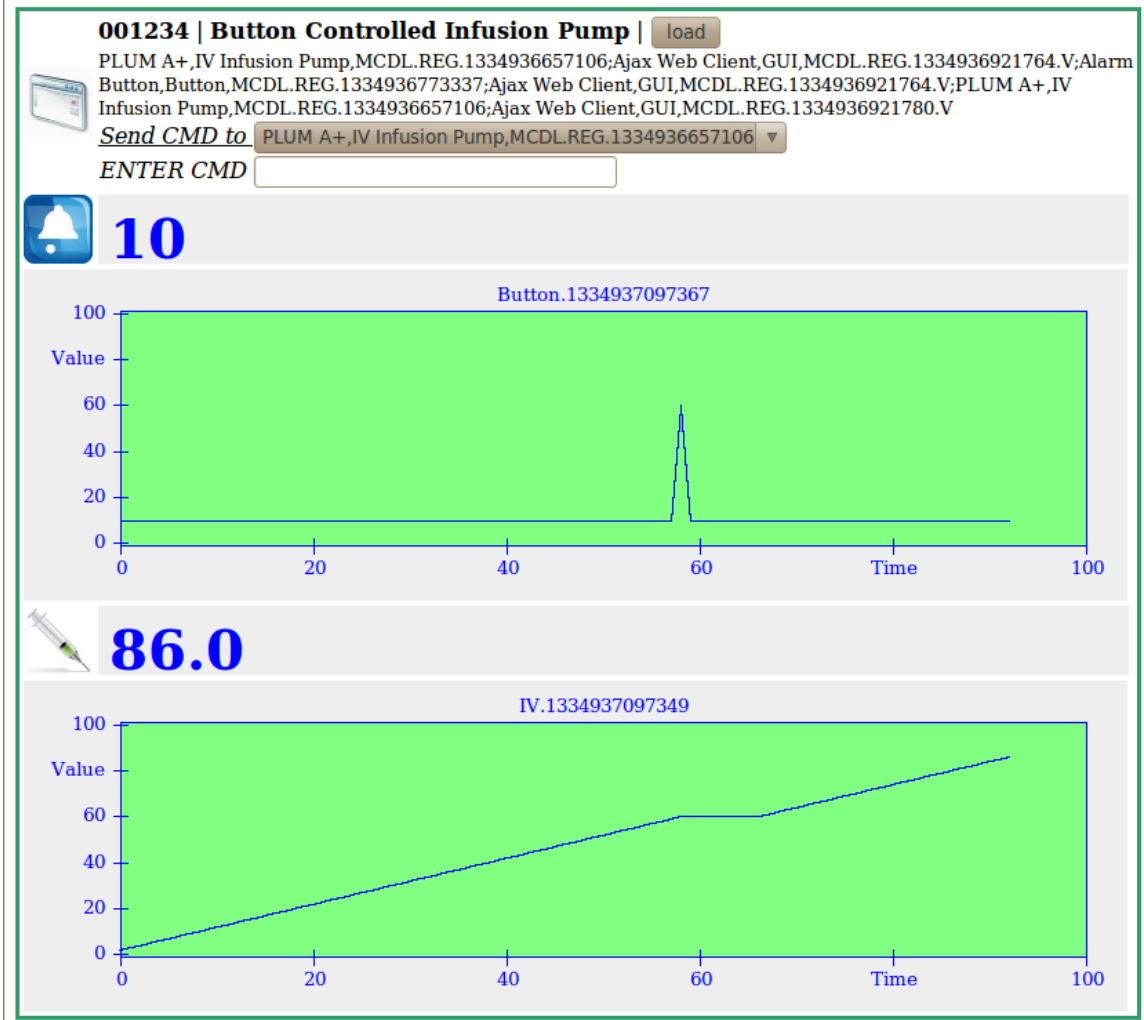 001234 | Button Controlled Infusion Pump | load
PLUM A+,IV Infusion Pump,MCDL.REG.1334936657106;Ajax Web Client,GUI,MCDL.REG.1334936921764.V;Alarm
Button,Button,MCDL.REG.1334936773337;Ajax Web Client,GUI,MCDL.REG.1334936921764.V;PLUM A+,IV
Infusion Pump,MCDL.REG.1334936657106;Ajax Web Client,GUI,MCDL.REG.1334936921780.V
Send CMD to PLUM A+,IV Infusion Pump,MCDL.REG.1334936657106
ENTER CMD
10
Button.1334937097367
100
Value
60
40
20
0
0 20 40 60 Time 100
86.0
IV.1334937097349
100
Value
60
40
20
0
0 20 40 60 Time 100